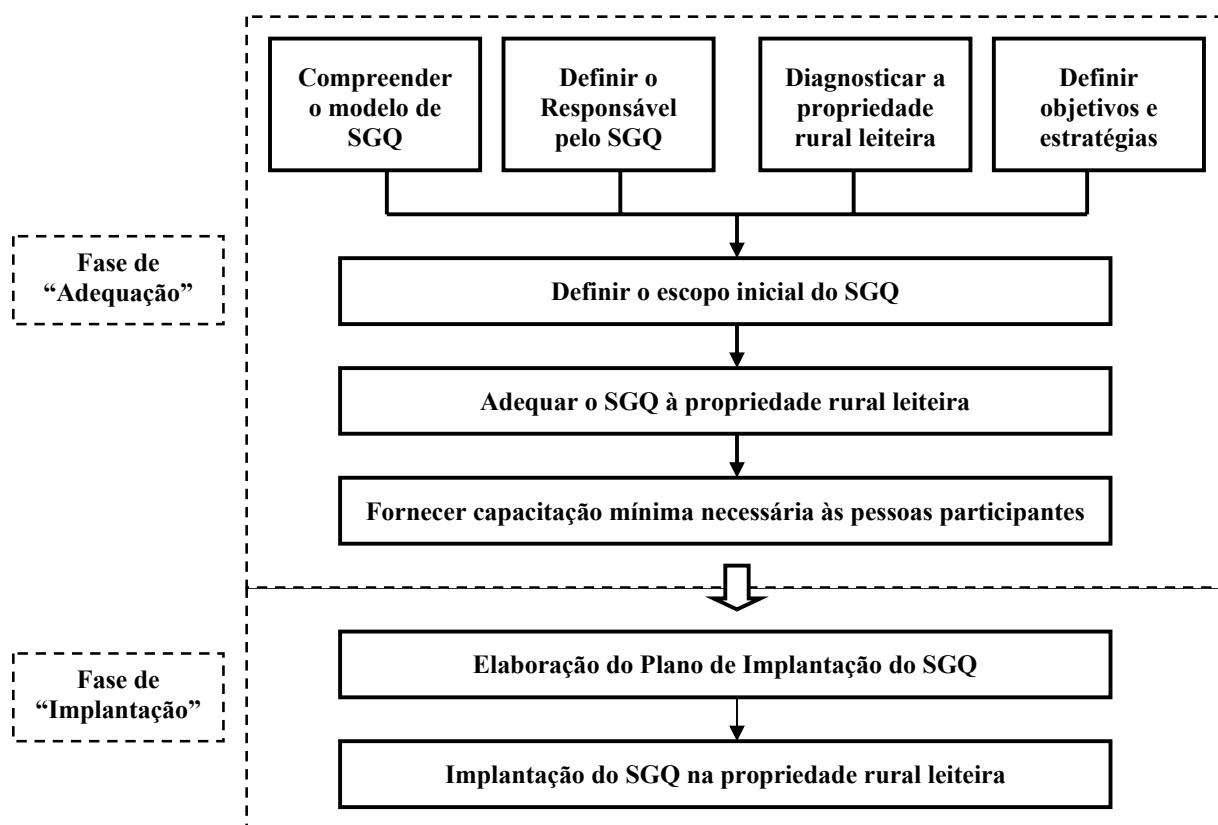 Compreender
o modelo de
SGQ
Definir o
Responsável
pelo SGQ
Diagnosticar a
propriedade
rural leiteira
Definir
objetivos e
estratégias
Fase de
“Adequação”
Definir o escopo inicial do SGQ
Adequar o SGQ à propriedade rural leiteira
Fornecer capacitação mínima necessária às pessoas participantes
Fase de
“Implantação”
Elaboração do Plano de Implantação do SGQ
Implantação do SGQ na propriedade rural leiteira